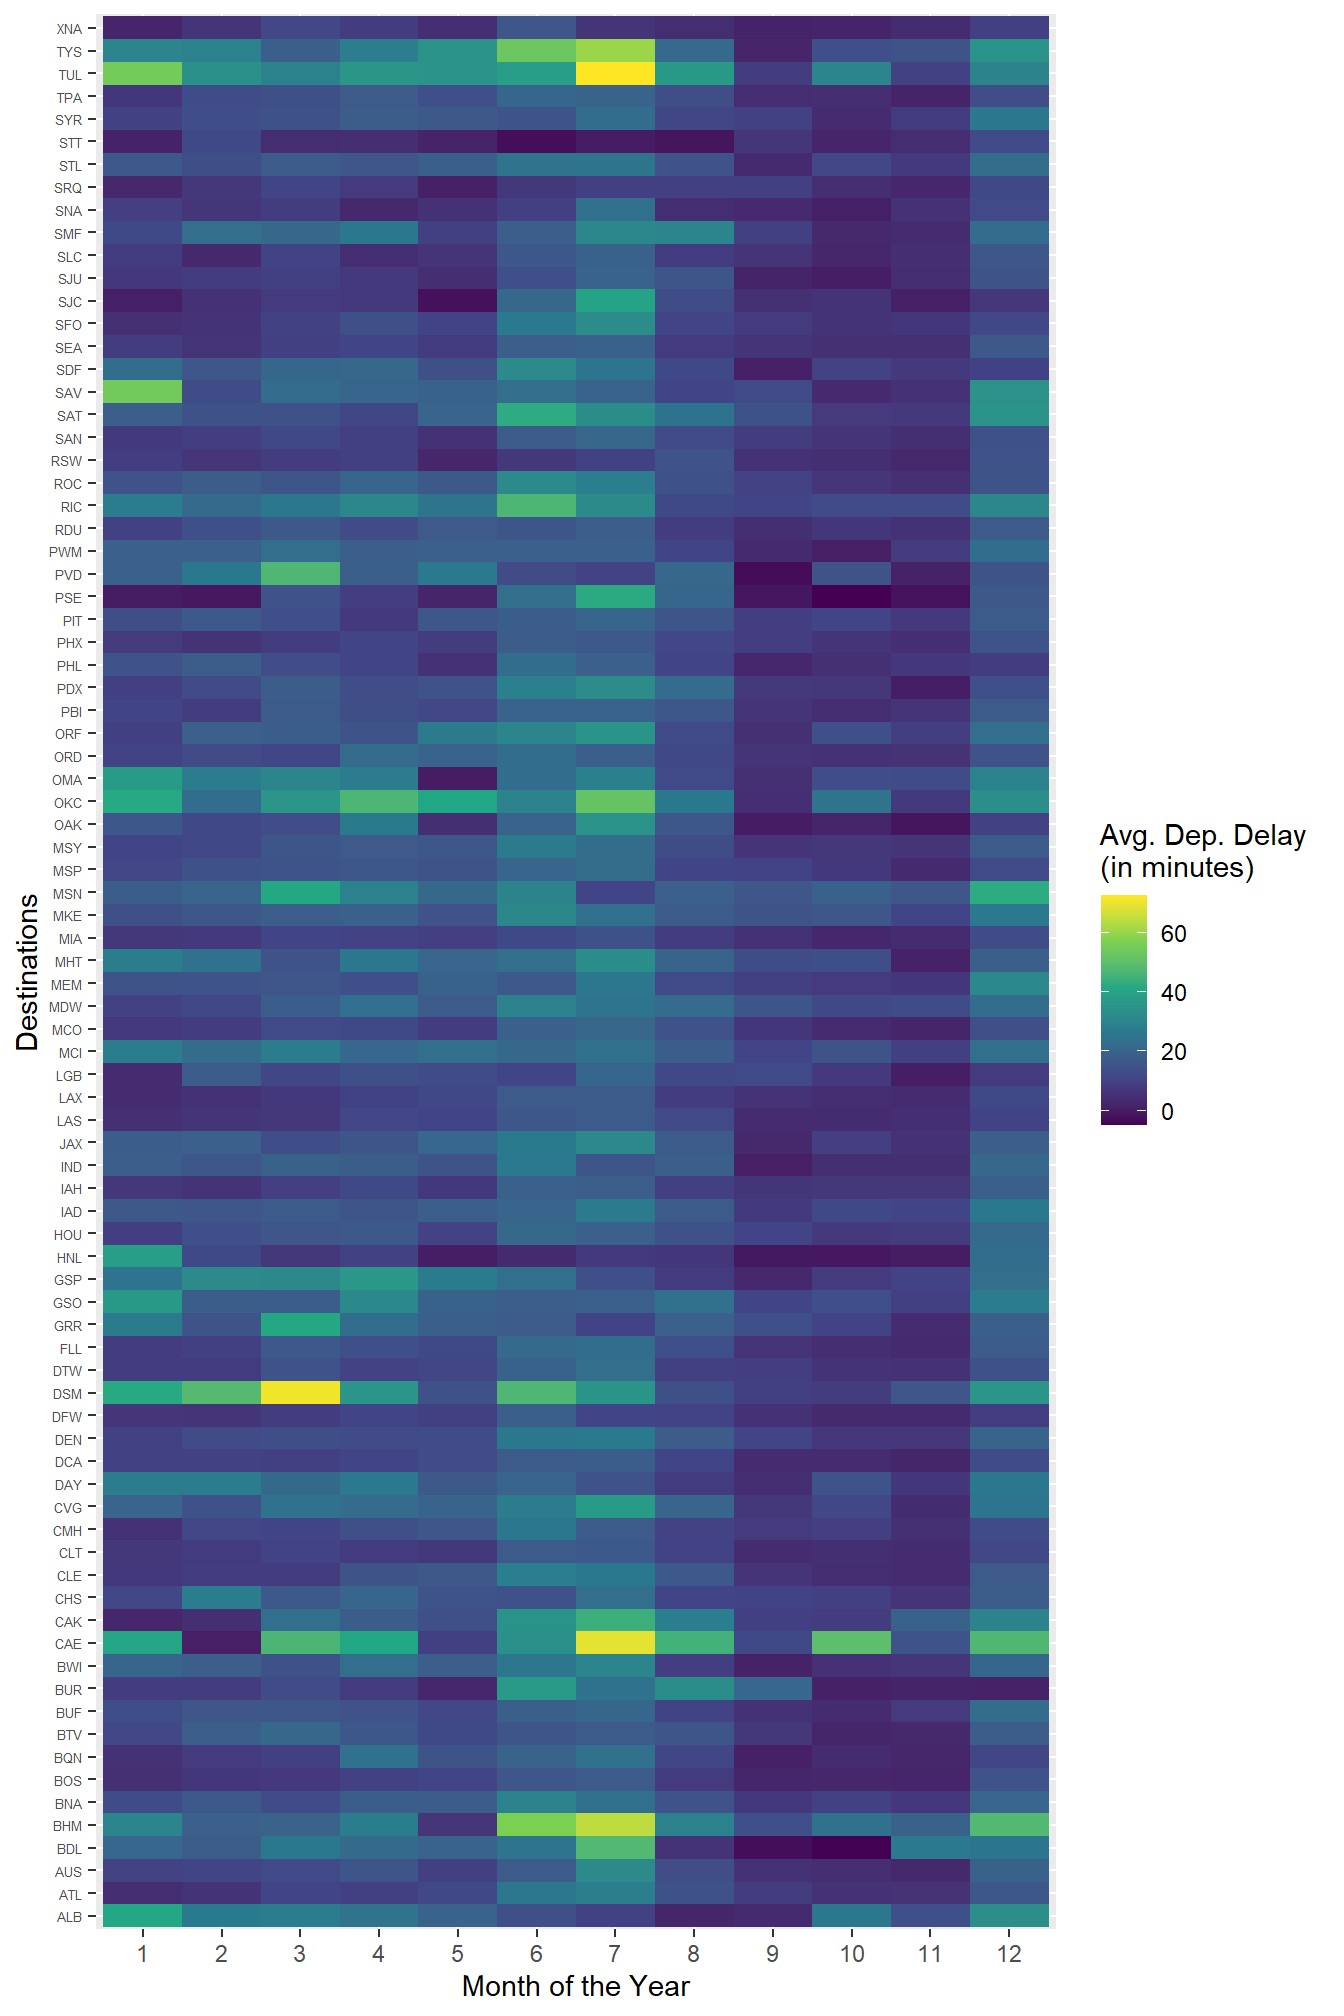 XNA
TYS
TUL
TPA
SYR
STT
STL
SRQ
SNA
SMF
SLC
SJU
SJC
SFO
SEA
SDF
SAV
SAT
SAN
RSW
ROC
RIC
RDU
PWM
PVD
PSE
PIT
PHX
PHL
PDX
PBI
ORF
ORD
OMA
OKC
OAK
MSY
MSP
MSN
MKE
MIA
MHT
MEM
MDW
MCO
MCI
LGB
LAX
LAS
JAX
IND
IAH
IAD
HOU
HNL
GSP
GSO
GRR
FLL
DTW
DSM
DFW
DEN
DCA
DAY
CVG
CMH
CLT
CLE
CHS
CAK
CAE
BWI
BUR
BUF
BTV
BQN
BOS
BNA
BHM
BDL
AUS
ATL
ALB
Destinations
1 2 3 4 5 6 7 8 9 10 11 12
Month of the Year
Avg. Dep. Delay
(in minutes)
60
40
20
0